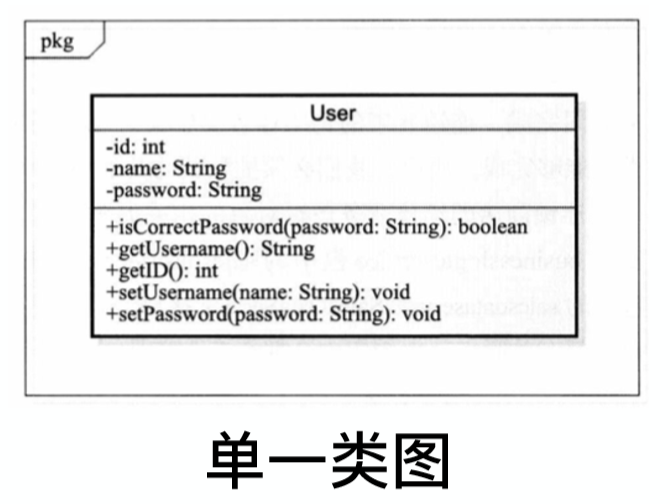 pkg
User
-id: int
-name: String
-password: String
+isCorrectPassword(password: String): boolean
+getUsername(): String
+getID(): int
+setUsername(name: String): void
+setPassword(password: String): void
单一类图